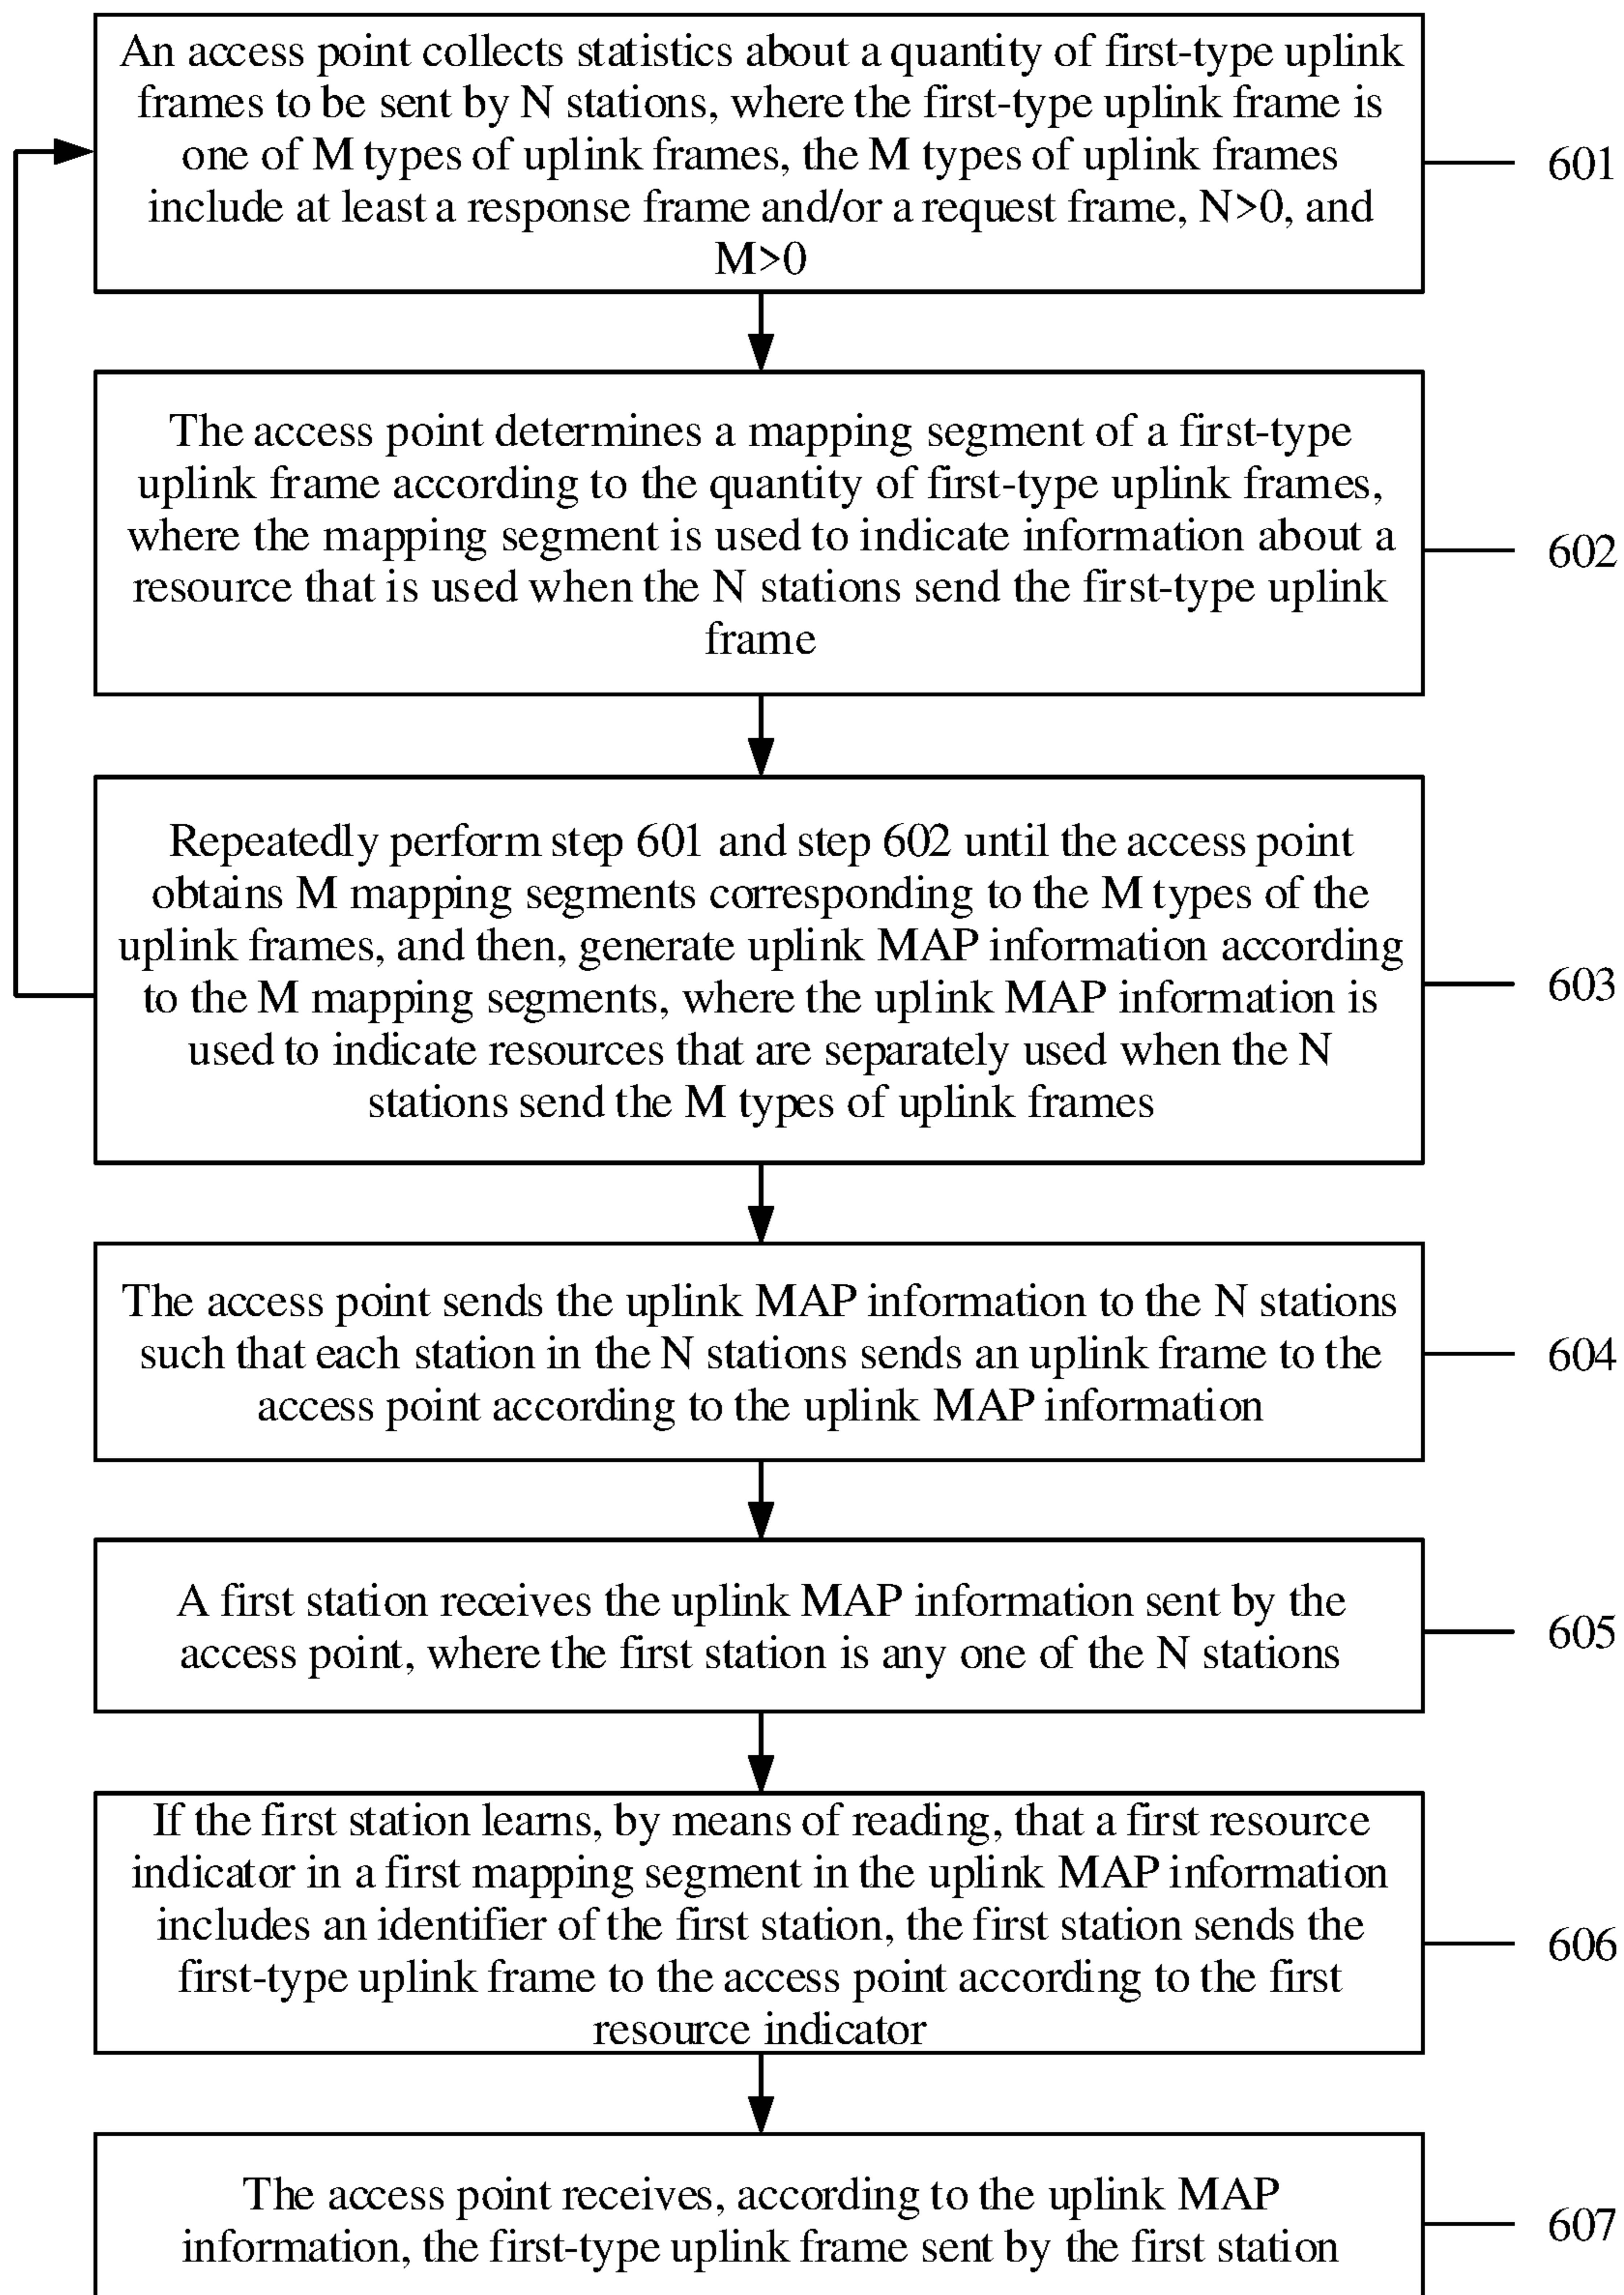 An access point collects statistics about a quantity of first-type uplink
frames to be sent by N stations, where the first-type uplink frame is
one of M types of uplink frames, the M types of uplink frames
include at least a response frame and/or a request frame, N>0, and
M>0
601
The access point determines a mapping segment of a first-type
uplink frame according to the quantity of first-type uplink frames,
where the mapping segment is used to indicate information about a
resource that is used when the N stations send the first-type uplink
frame
602
Repeatedly perform step 601 and step 602 until the access point
obtains M mapping segments corresponding to the M types of the
uplink frames, and then, generate uplink MAP information according
to the M mapping segments, where the uplink MAP information is
used to indicate resources that are separately used when the N
stations send the M types of uplink frames
603
The access point sends the uplink MAP information to the N stations
such that each station in the N stations sends an uplink frame to the
access point according to the uplink MAP information
604
A first station receives the uplink MAP information sent by the
access point, where the first station is any one of the N stations
605
If the first station learns, by means of reading, that a first resource
indicator in a first mapping segment in the uplink MAP information
includes an identifier of the first station, the first station sends the
first-type uplink frame to the access point according to the first
resource indicator
606
The access point receives, according to the uplink MAP
information, the first-type uplink frame sent by the first station
607